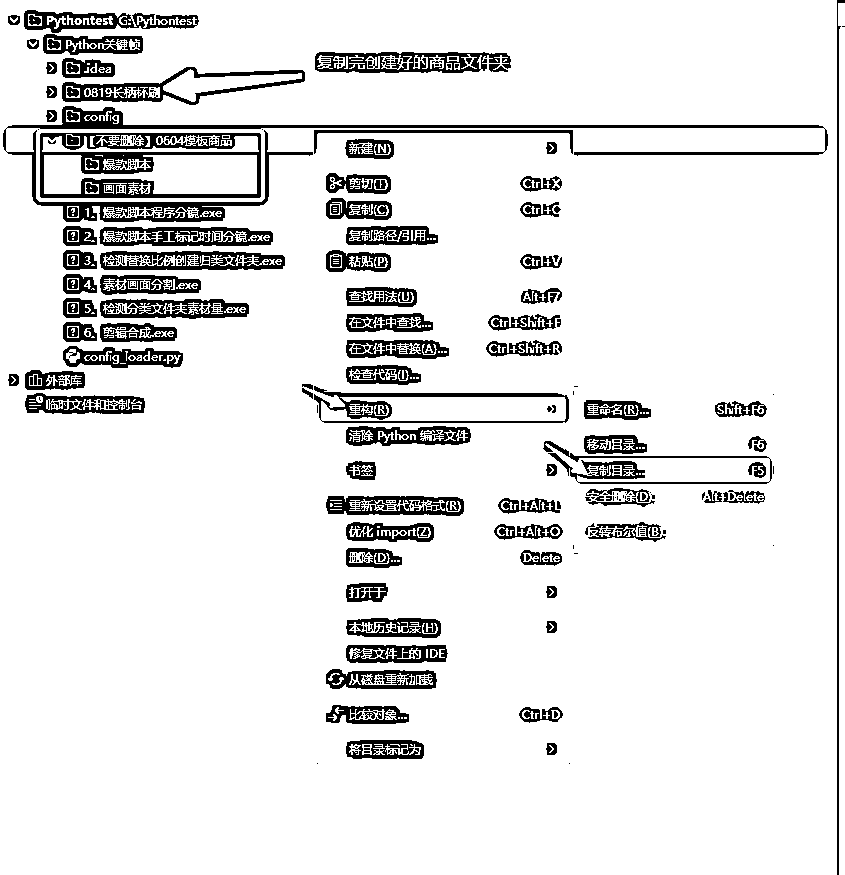 Pythontest G:\Pythontest
Python关键帧
.idea
0819长柄杯刷
复制完创建好的商品文件夹
config
【不要删除】0604模板商品
爆款脚本
画面素材
1、爆款脚本程序分镜.exe
2、爆款脚本手工标记时间分镜.exe
3、检测替换比例创建归类文件夹.exe
4、素材画面分割.exe
5、检测分类文件夹素材量.exe
6、剪辑合成.exe
config_loader.py
外部库
临时文件和控制台
新建(N)
剪切(T) Ctrl+X
复制(C) Ctrl+C
复制路径/引用...
粘贴(P) Ctrl+V
查找用法(U) Alt+F7
在文件中查找... Ctrl+Shift+F
在文件中替换(A)... Ctrl+Shift+R
检查代码(I)...
重构(R)
清除 Python 编译文件
书签
重新设置代码格式(R) Ctrl+Alt+L
优化 import(Z) Ctrl+Alt+O
删除(D)... Delete
打开于
本地历史记录(H)
修复文件上的 IDE
从磁盘重新加载
比较对象... Ctrl+D
将目录标记为
重命名(R)... Shift+F6
移动目录... F6
复制目录... F5
安全删除(D)... Alt+Delete
反转布尔值(B)...